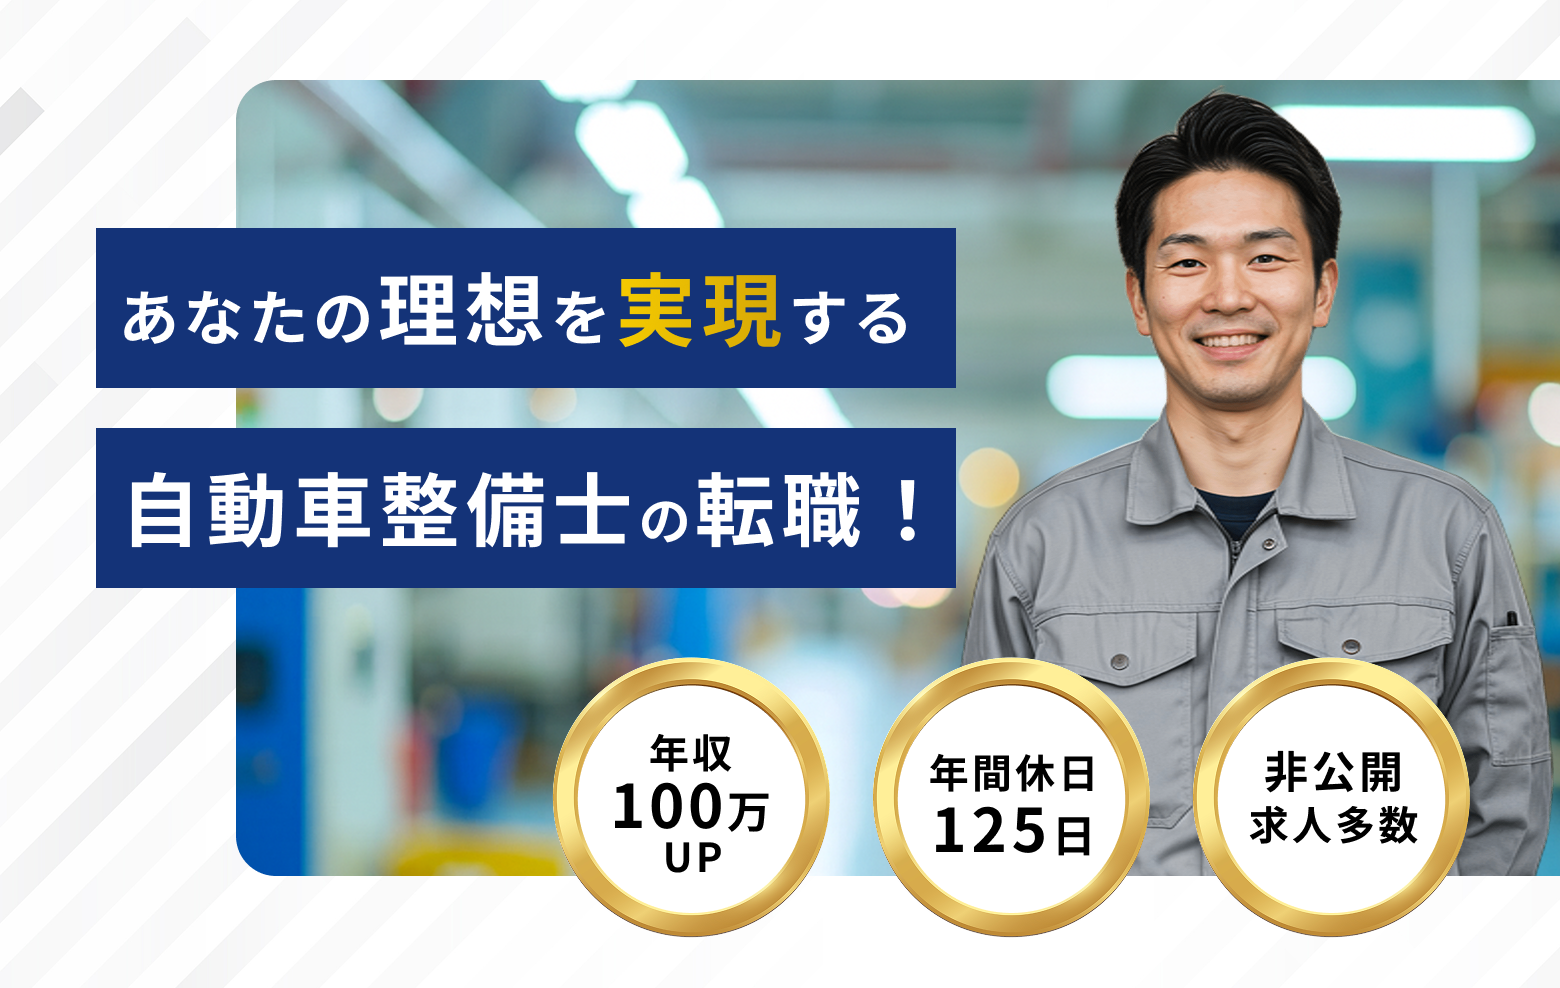 あなたの理想を実現する
自動車整備士の転職！
年収
100万
UP
年間休日
125日
非公開
求人多数